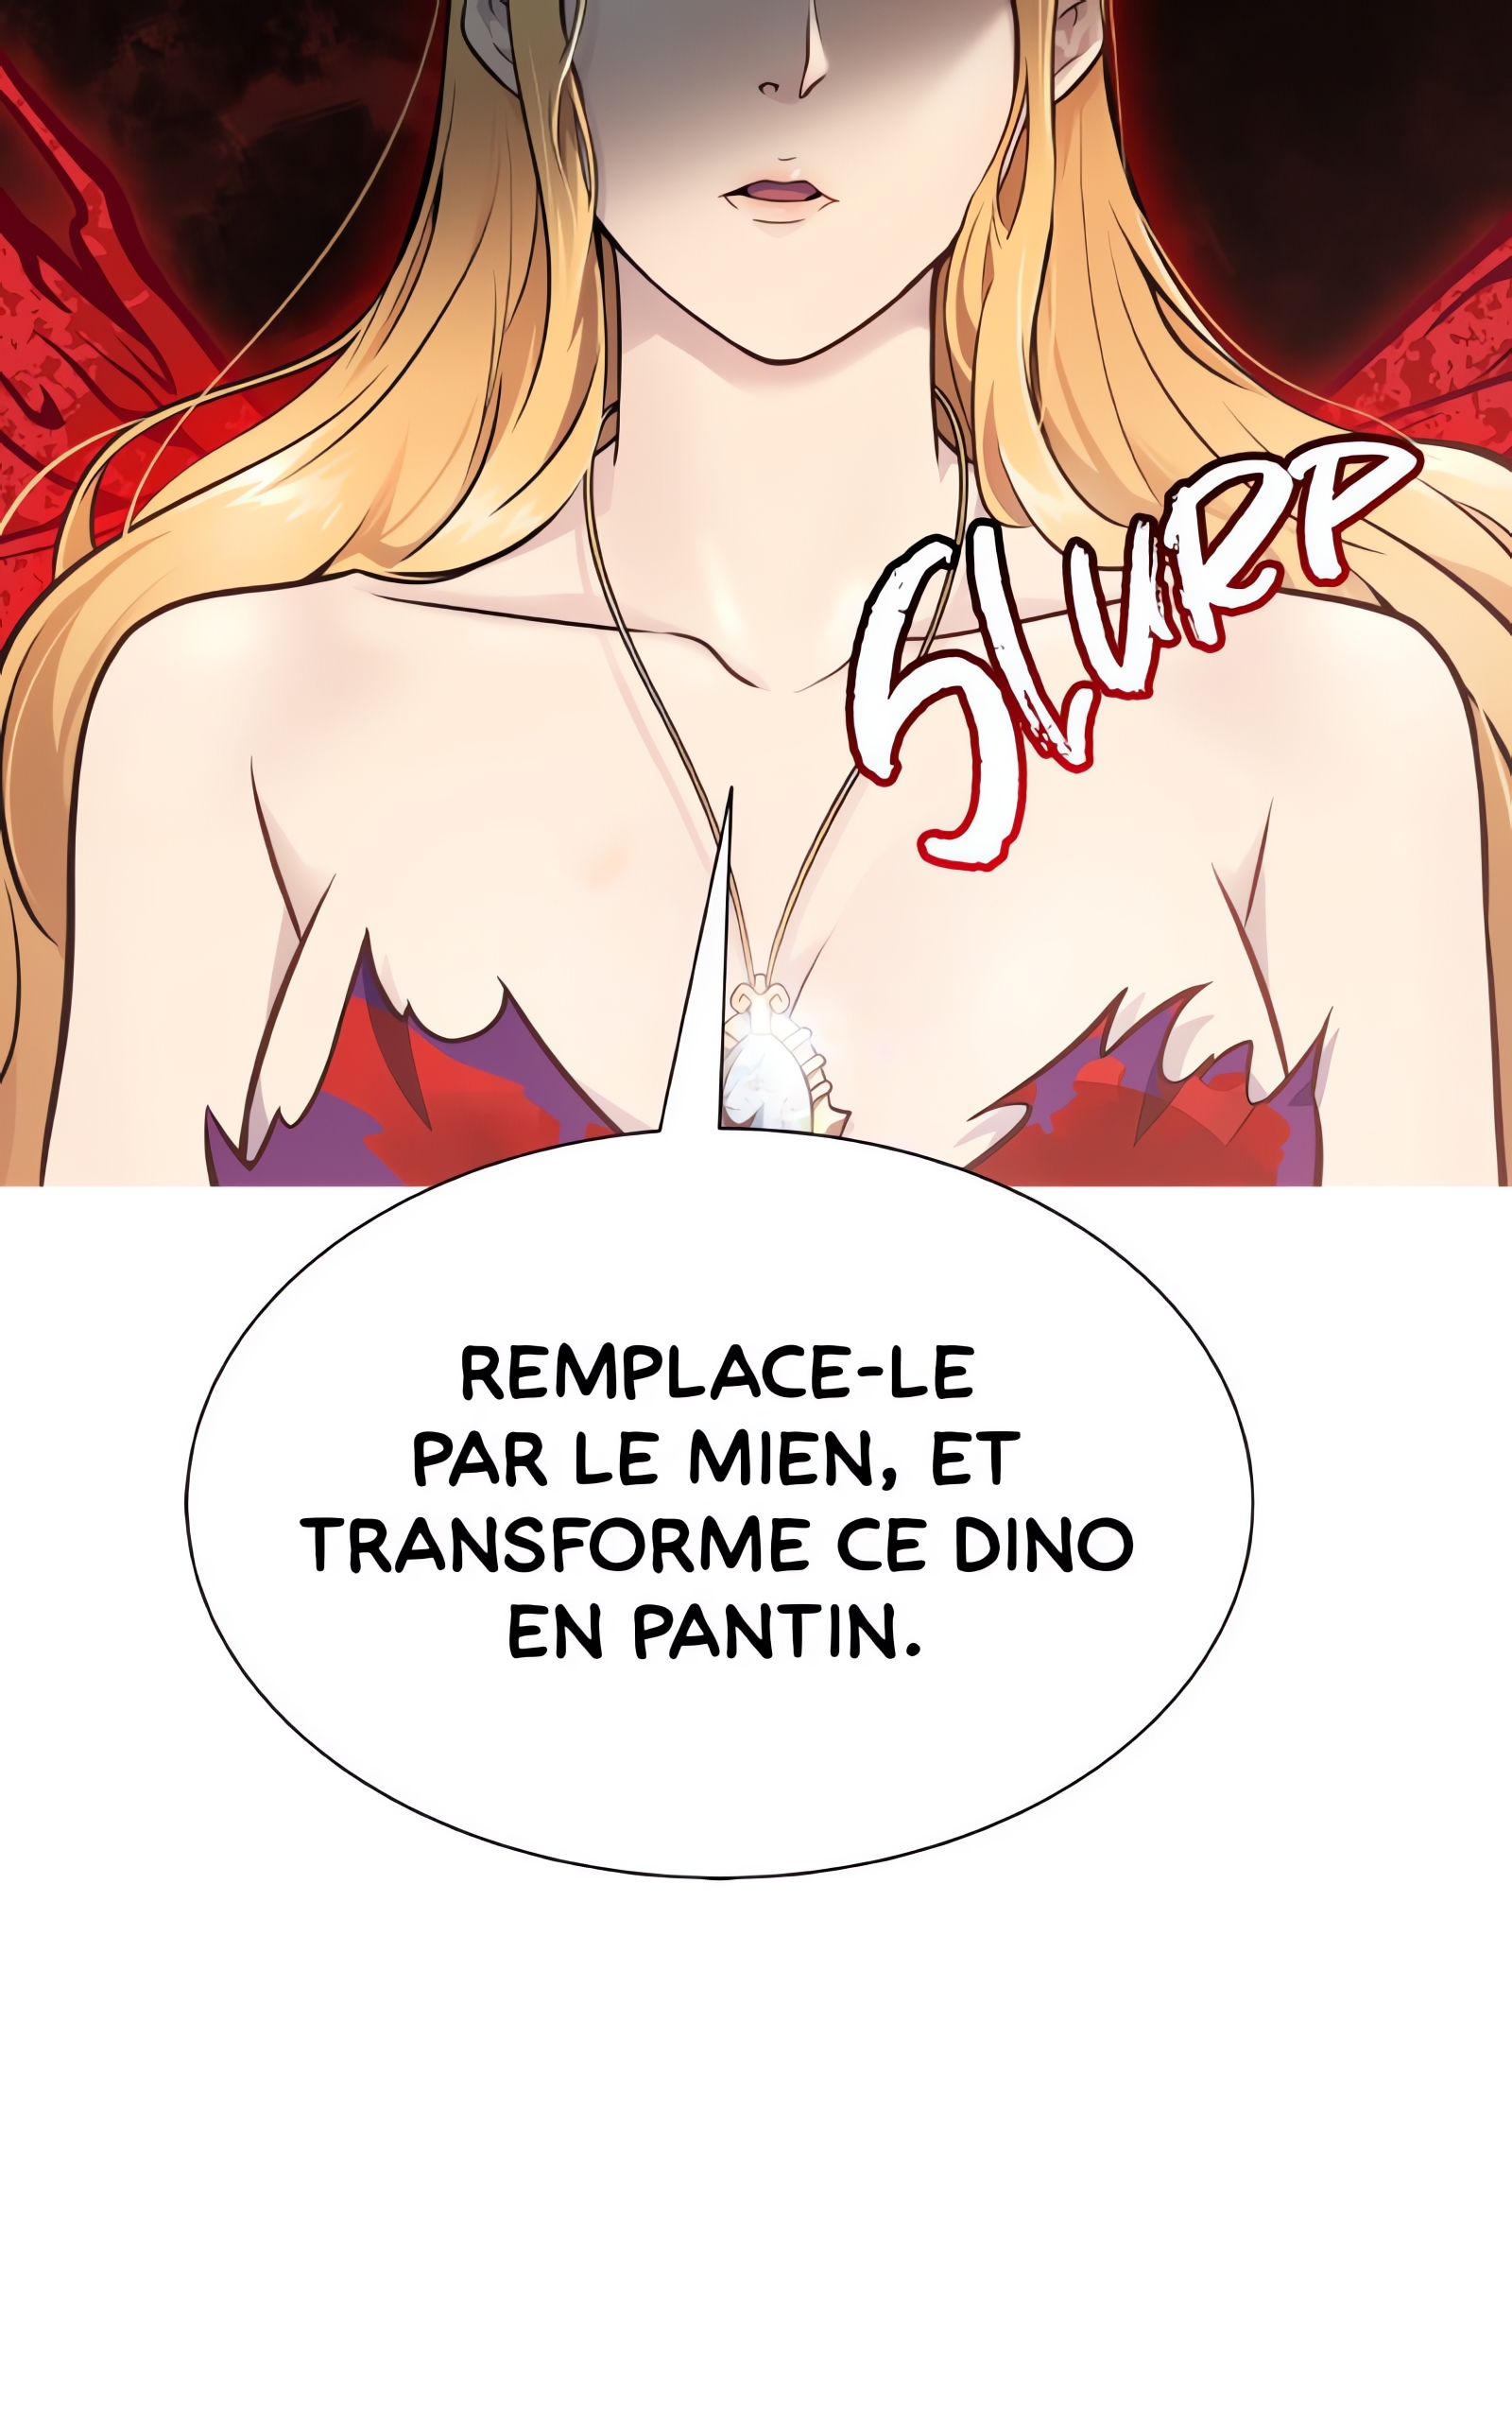 SLURP
REMPLACE-LE
PAR LE MIEN, ET
TRANSFORME CE DINO
EN PANTIN.